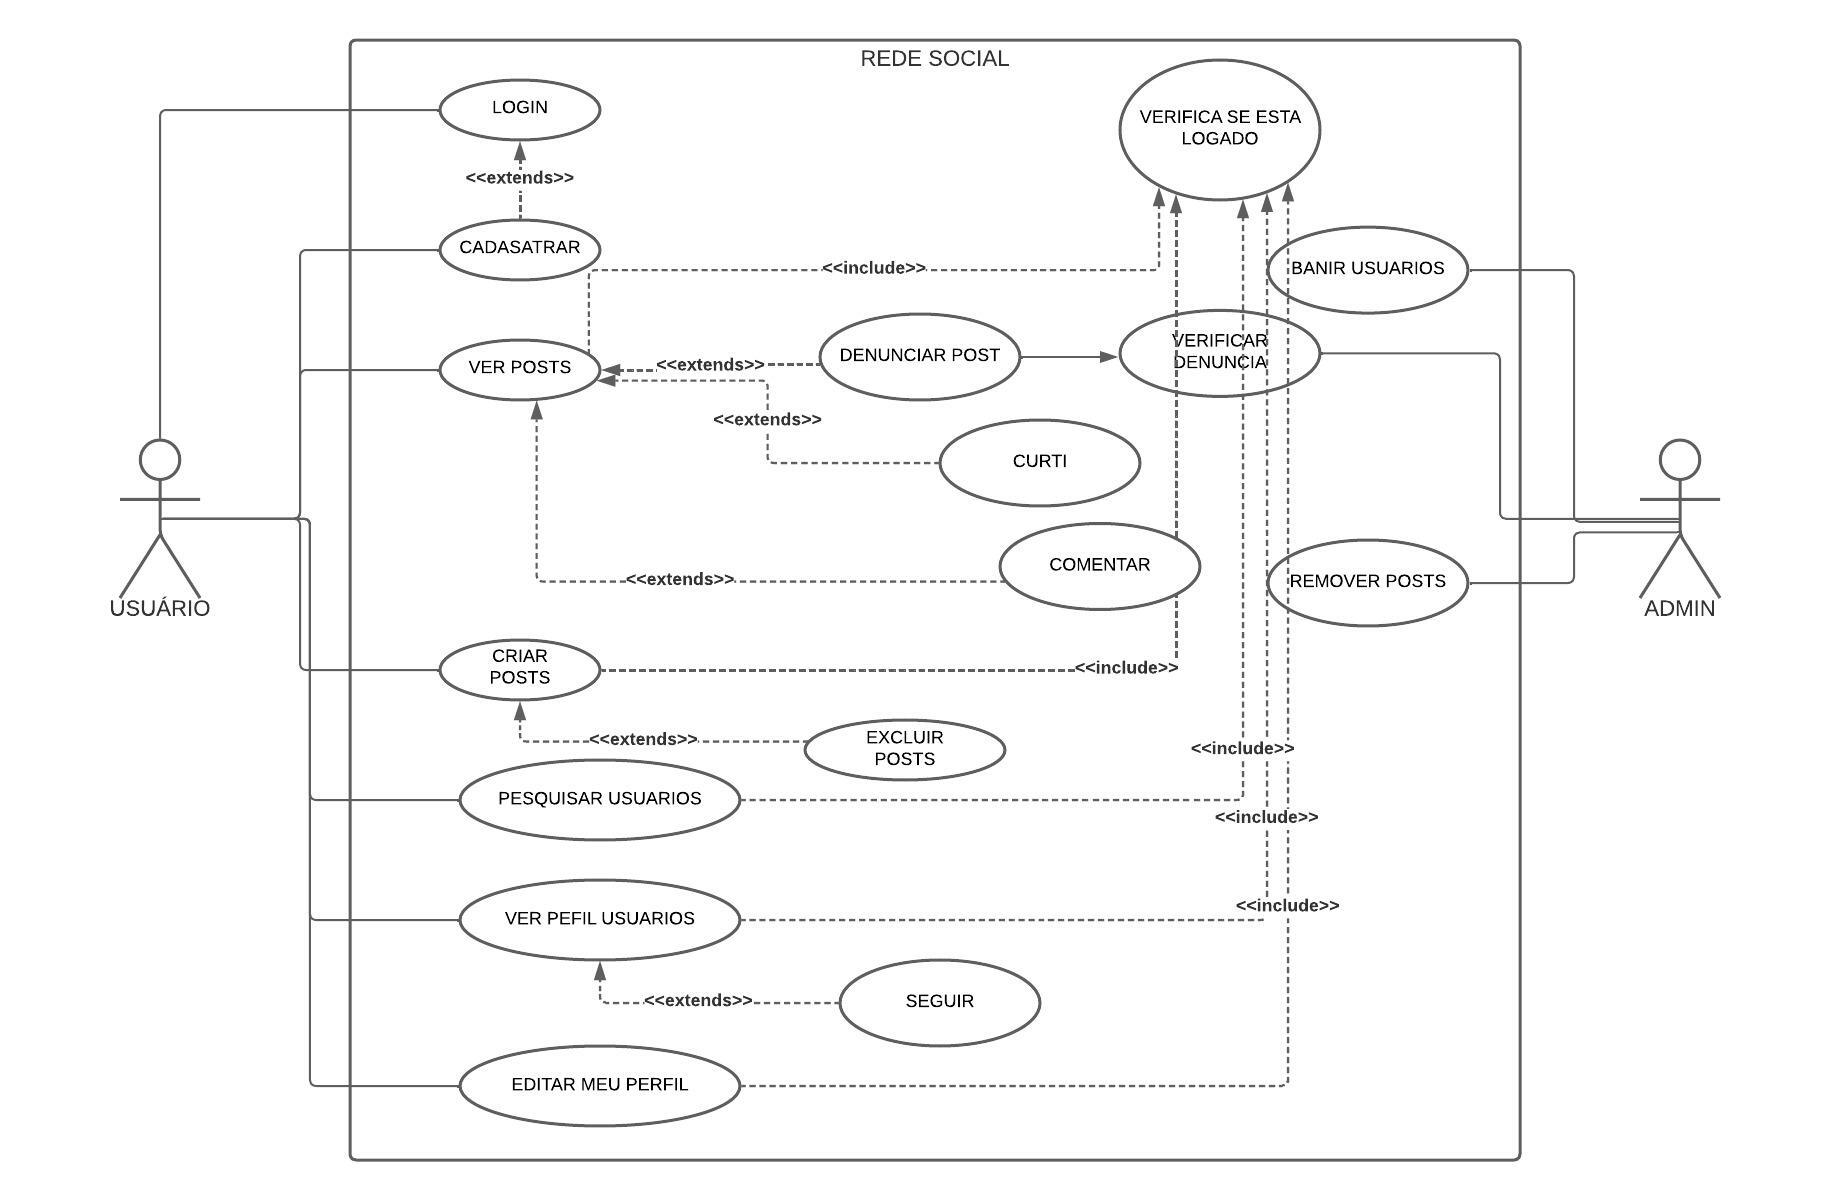 REDE SOCIAL
LOGIN
VERIFICA SE ESTA
LOGADO
<<extends>>
CADASATRAR
<<include>>
BANIR USUARIOS
VER POSTS
<<extends>>
DENUNCIAR POST
VERIFICAR
DENUNCIA
<<extends>>
CURTI
COMENTAR
<<extends>>
REMOVER POSTS
USUÁRIO
ADMIN
CRIAR
POSTS
<<include>>
<<extends>>
EXCLUIR
POSTS
<<include>>
PESQUISAR USUARIOS
<<include>>
<<include>>
VER PEFIL USUARIOS
<<extends>>
SEGUIR
EDITAR MEU PERFIL